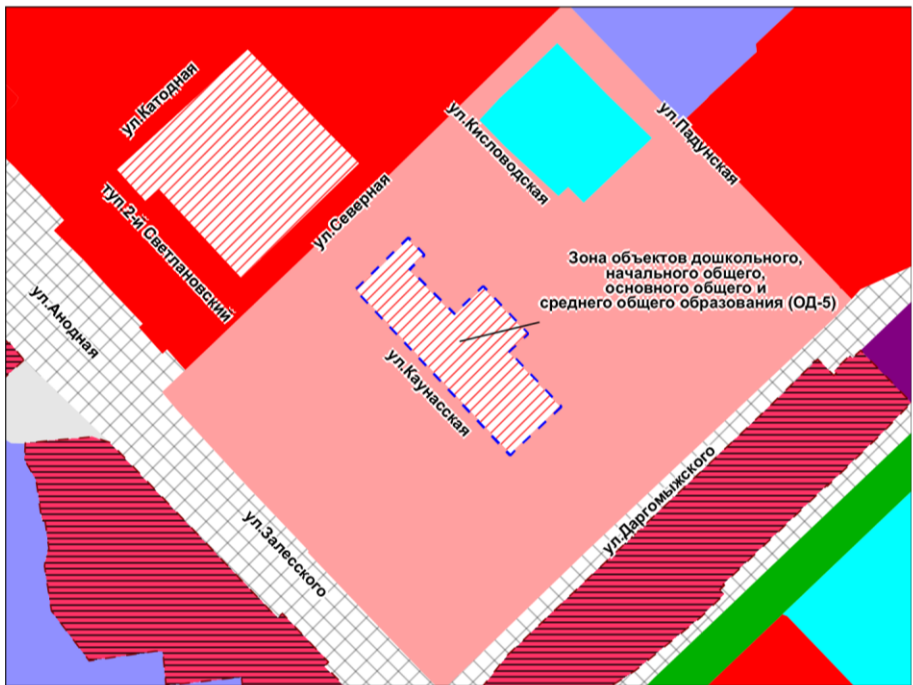 ул.Катодная
ул.Кисловодская
ул.Падунская
туп.2-й Светлановский
ул.Северная
Зона объектов дошкольного,
начального общего,
основного общего и
среднего общего образования (ОД-5)
ул.Анодная
ул.Каунасская
ул.Даргомыжского
ул.Залесского